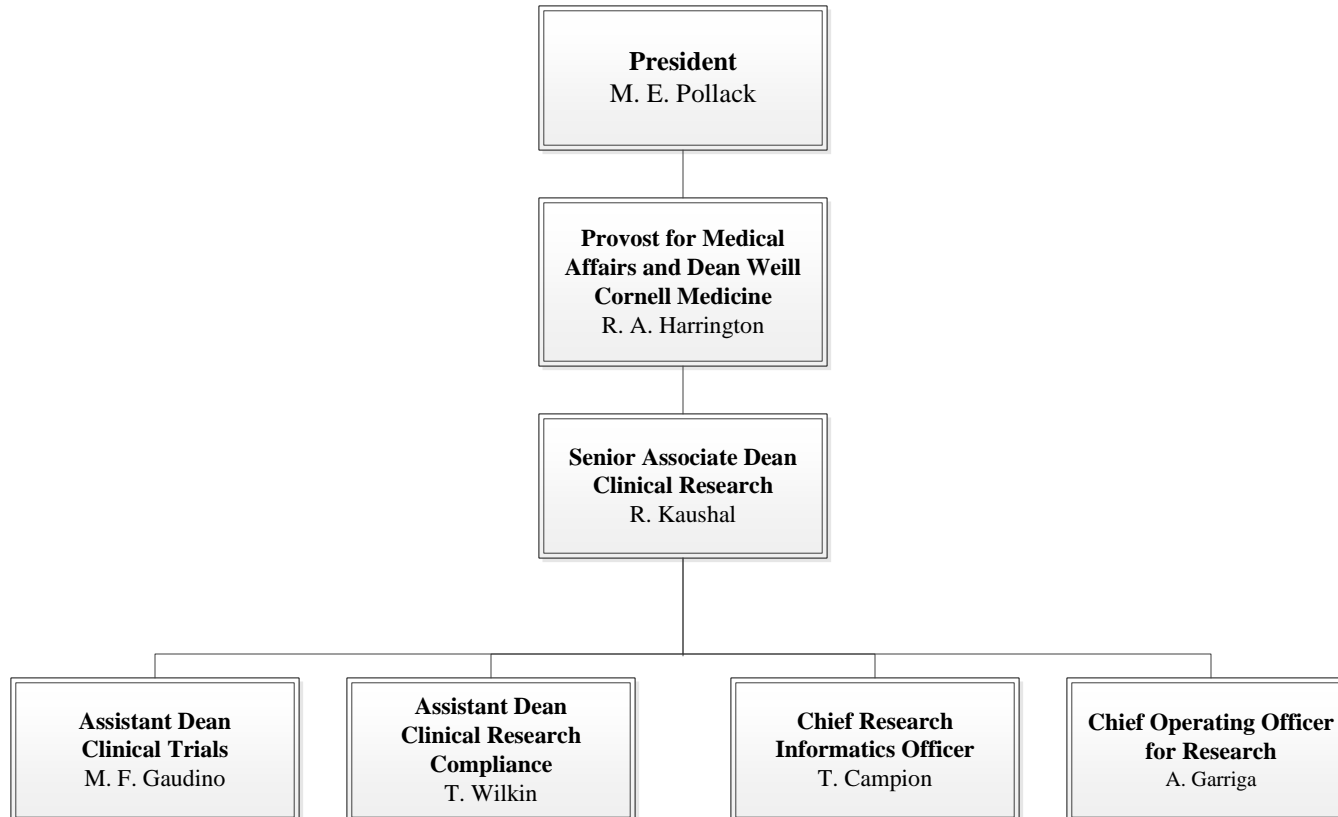 President
M. E. Pollack
Provost for Medical
Affairs and Dean Weill
Cornell Medicine
R. A. Harrington
Senior Associate Dean
Clinical Research
R. Kaushal
Assistant Dean
Clinical Trials
M. F. Gaudino
Assistant Dean
Clinical Research
Compliance
T. Wilkin
Chief Research
Informatics Officer
T. Campion
Chief Operating Officer
for Research
A. Garriga